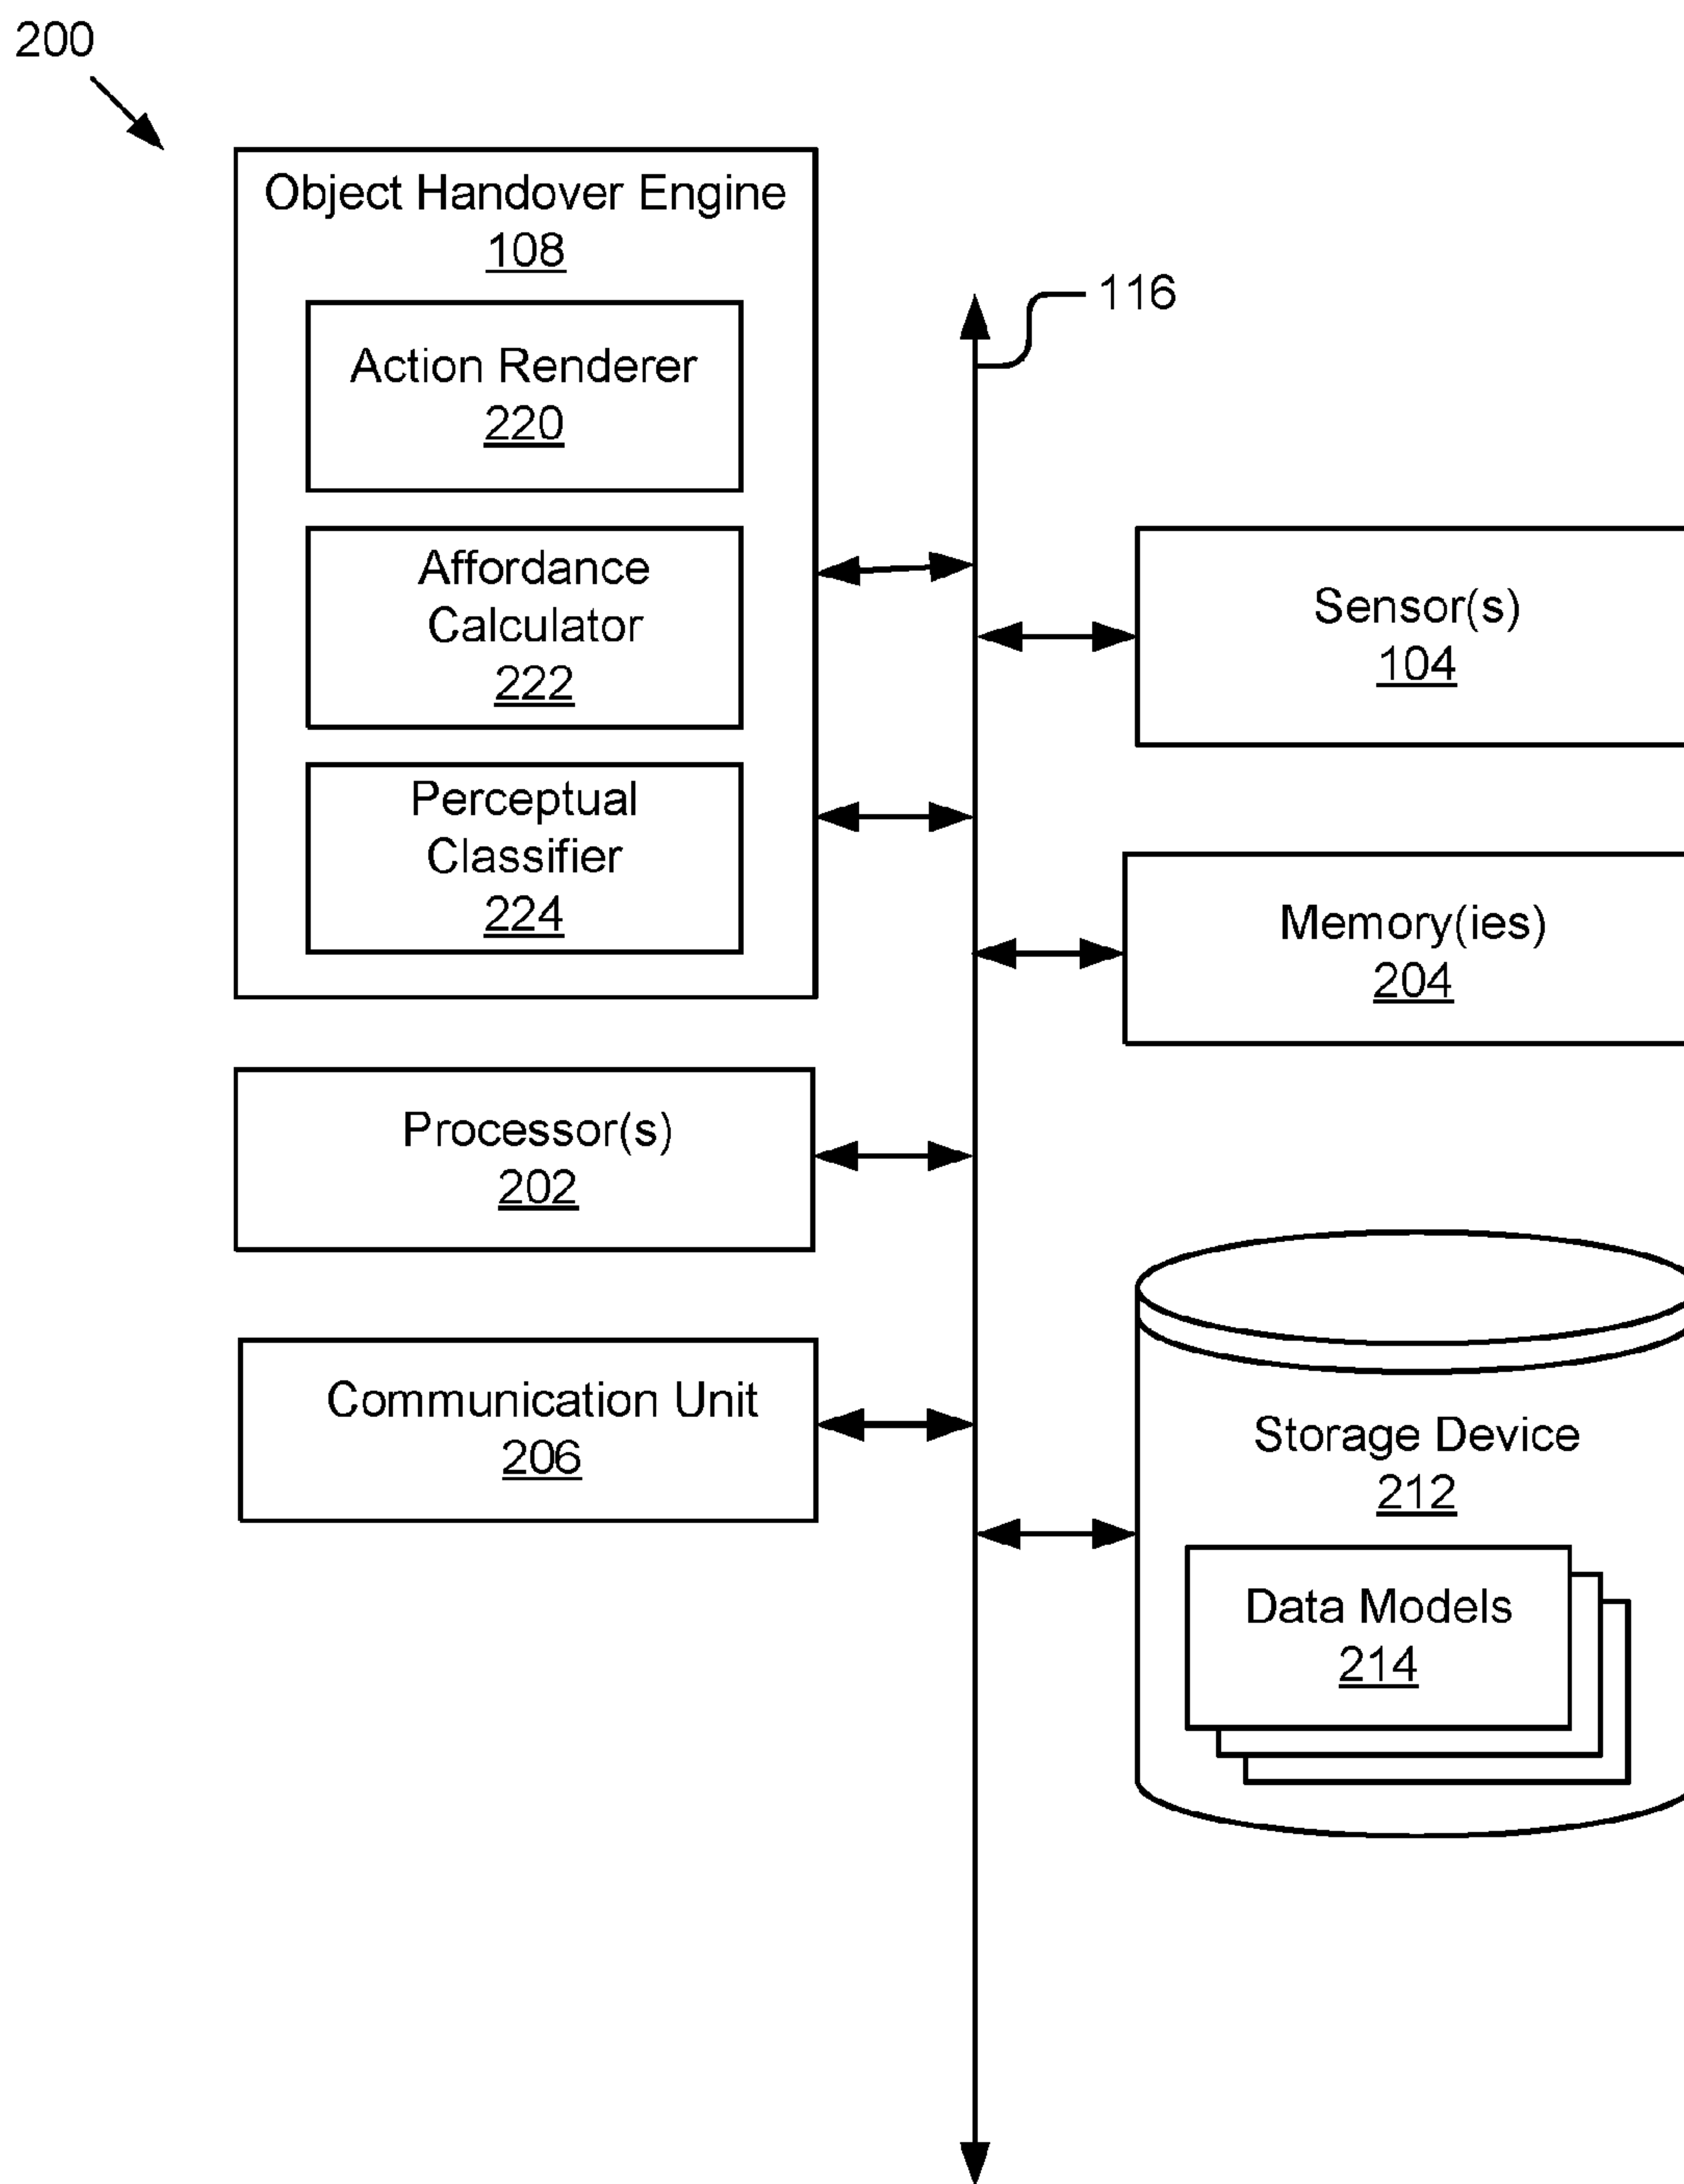 200
Object Handover Engine
108
Action Renderer
220
Affordance
Calculator
222
Perceptual
Classifier
224
Processor(s)
202
Communication Unit
206
116
Sensor(s)
104
Memory(ies)
204
Storage Device
212
Data Models
214